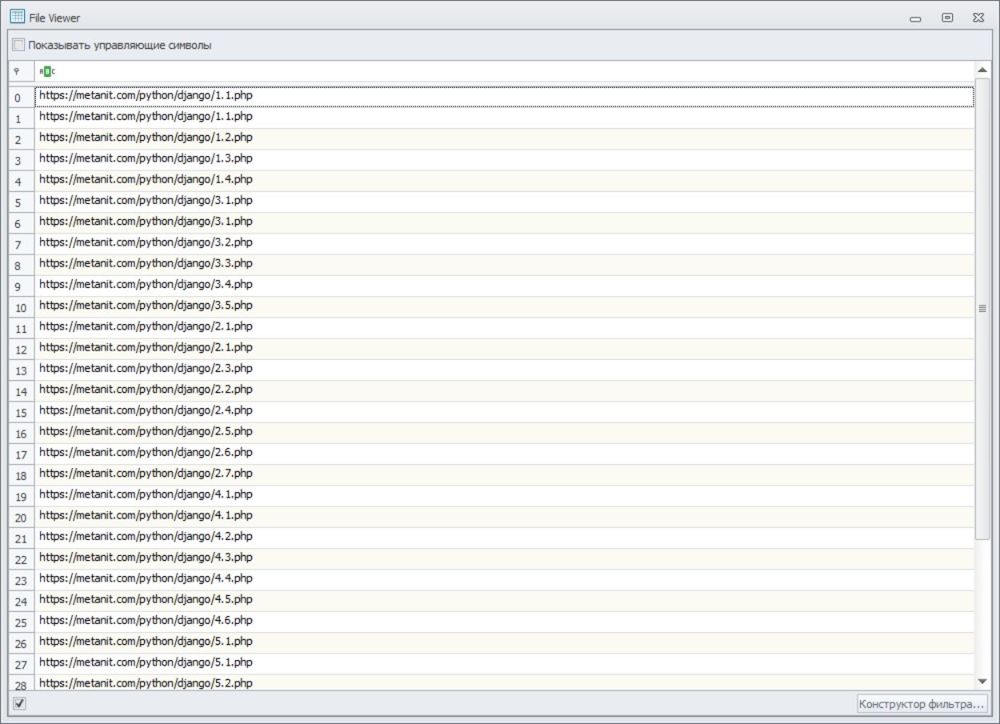 File Viewer
Показывать управляющие символы
ABC
0 https://metanit.com/python/django/1.1.php
1 https://metanit.com/python/django/1.1.php
2 https://metanit.com/python/django/1.2.php
3 https://metanit.com/python/django/1.3.php
4 https://metanit.com/python/django/1.4.php
5 https://metanit.com/python/django/3.1.php
6 https://metanit.com/python/django/3.1.php
7 https://metanit.com/python/django/3.2.php
8 https://metanit.com/python/django/3.3.php
9 https://metanit.com/python/django/3.4.php
10 https://metanit.com/python/django/3.5.php
11 https://metanit.com/python/django/2.1.php
12 https://metanit.com/python/django/2.1.php
13 https://metanit.com/python/django/2.3.php
14 https://metanit.com/python/django/2.2.php
15 https://metanit.com/python/django/2.4.php
16 https://metanit.com/python/django/2.5.php
17 https://metanit.com/python/django/2.6.php
18 https://metanit.com/python/django/2.7.php
19 https://metanit.com/python/django/4.1.php
20 https://metanit.com/python/django/4.1.php
21 https://metanit.com/python/django/4.2.php
22 https://metanit.com/python/django/4.3.php
23 https://metanit.com/python/django/4.4.php
24 https://metanit.com/python/django/4.5.php
25 https://metanit.com/python/django/4.6.php
26 https://metanit.com/python/django/5.1.php
27 https://metanit.com/python/django/5.1.php
28 https://metanit.com/python/django/5.2.php
Конструктор фильтра...